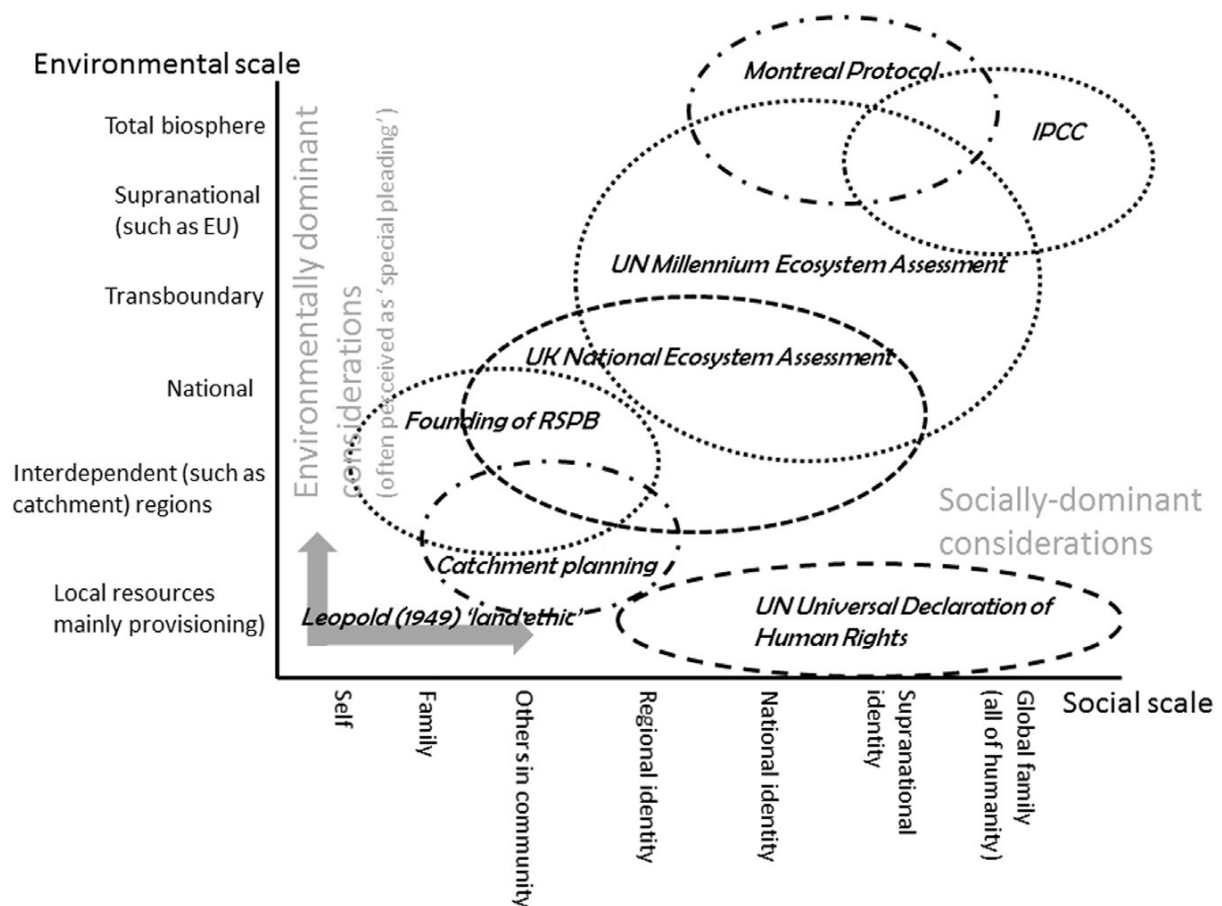 Environmental scale
Total biosphere
Supranational
(such as EU)
Transboundary
National
Interdependent (such as
catchment) regions
Local resources
mainly provisioning)
Environmentally dominant
considerations
(often perceived as ‘special pleading’)
Montreal Protocol
IPCC
UN Millennium Ecosystem Assessment
UK National Ecosystem Assessment
Founding of RSPB
Catchment planning
Leopold (1949) ‘land ethic’
Socially-dominant
considerations
UN Universal Declaration of
Human Rights
Self
Family
Others in community
Regional identity
National identity
Supranational
identity
Global family
(all of humanity)
Social scale